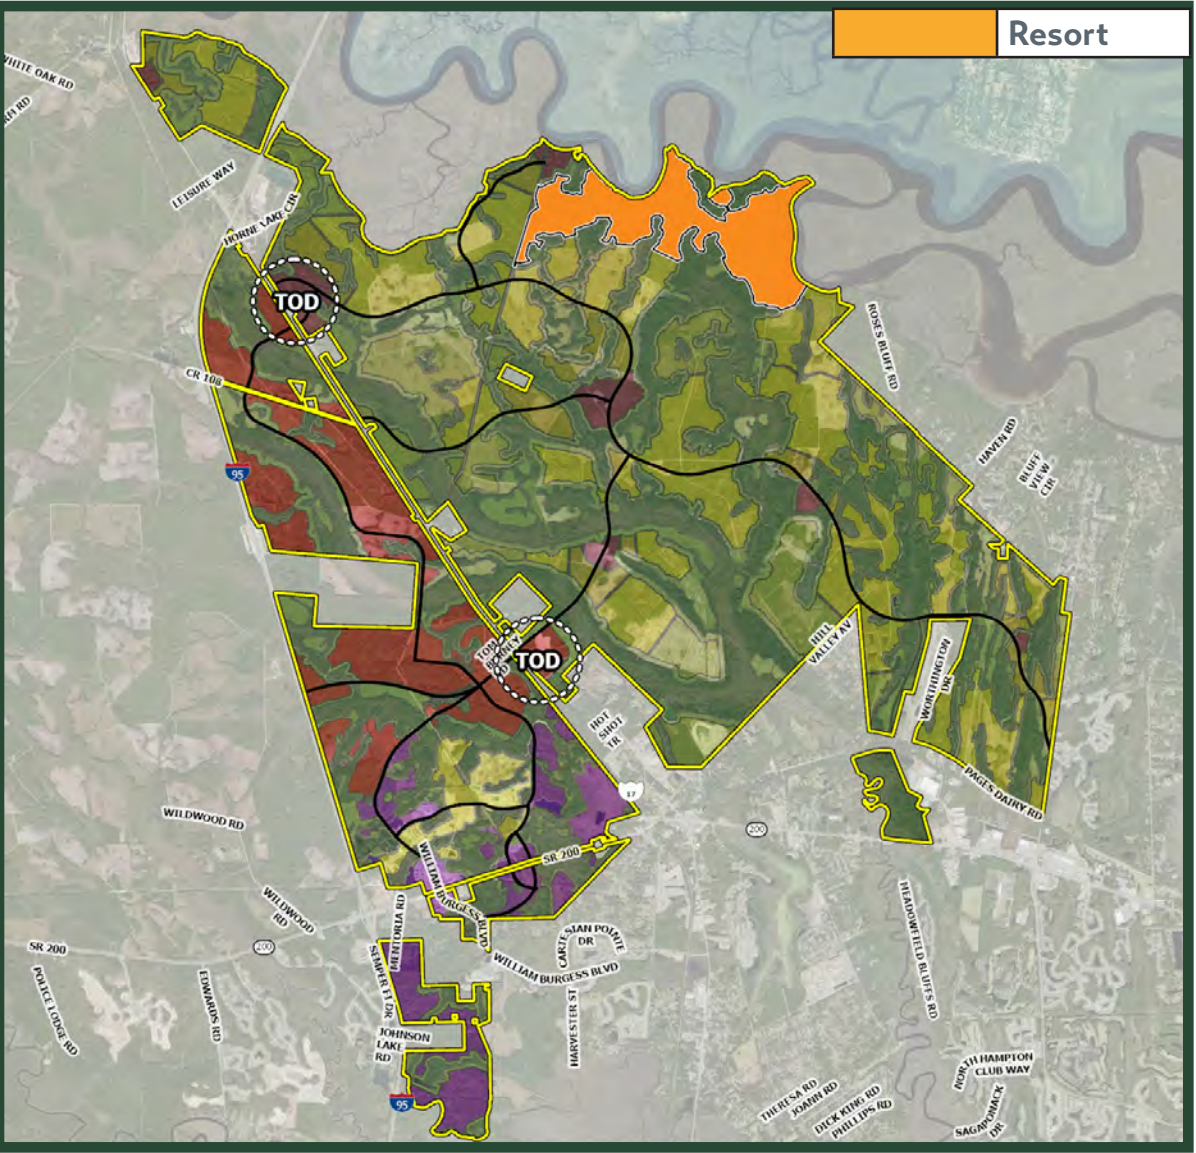 Resort
WHITE OAK RD
RN RD
LEISURE WAY
HORNE LAKE CIR
TOD
CR 108
95
ROSES BLUFF RD
HAVEN RD
BLUFF
VIEW
CIR
HILL
VALLEY AV
WORTHINGTON
DR
TOD
HOT
SHOT
TR
17
PAGES DAIRY RD
200
WILDWOOD RD
SR 200
WILLIAM BURGESS BLVD
WILDWOOD
RD
MENTORIA RD
SR 200
200
CARTESIAN POINTE
DR
WILLIAM BURGESS BLVD
SEMPER FI DR
MEADOWFIELD BLUFFS RD
POLICE LODGE RD
EDWARDS RD
HARVESTER ST
JOHNSON
LAKE
RD
95
NORTH HAMPTON
CLUB WAY
THERESA RD
JOANN RD
DICK KING RD
PHILLIPS RD
SAGAPONACK
DR